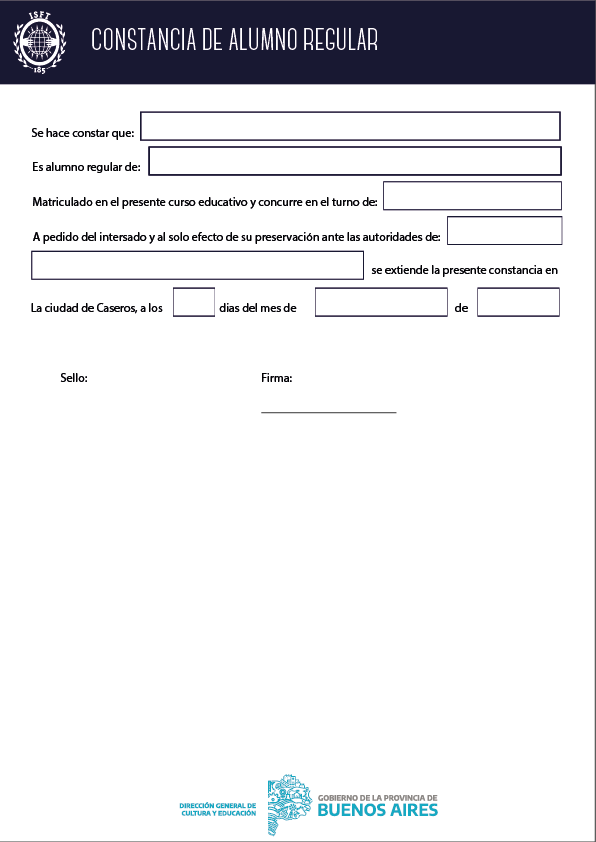 ISFT
185
CONSTANCIA DE ALUMNO REGULAR
Se hace constar que:
Es alumno regular de:
Matriculado en el presente curso educativo y concurre en el turno de:
A pedido del intersado y al solo efecto de su preservación ante las autoridades de:
se extiende la presente constancia en
La ciudad de Caseros, a los dias del mes de de
Sello: Firma:
DIRECCIÓN GENERAL DE
CULTURA Y EDUCACIÓN
GOBIERNO DE LA PROVINCIA DE
BUENOS AIRES